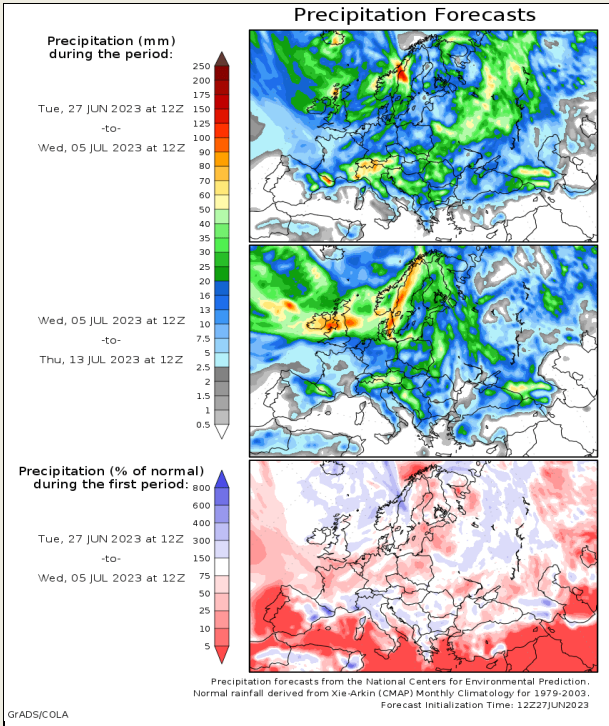 Precipitation Forecasts
Precipitation (mm)
during the period:
Tue, 27 JUN 2023 at 12Z
-to-
Wed, 05 JUL 2023 at 12Z
Wed, 05 JUL 2023 at 12Z
-to-
Thu, 13 JUL 2023 at 12Z
250
200
175
150
125
100
90
80
70
60
50
40
35
30
25
20
16
13
10
7.5
5
2.5
2
1.5
1
0.5
Precipitation (% of normal)
during the first period:
Tue, 27 JUN 2023 at 12Z
-to-
Wed, 05 JUL 2023 at 12Z
800
600
400
300
150
75
50
25
10
5
Precipitation forecasts from the National Centers for Environmental Prediction.
Normal rainfall derived from Xie-Arkin (CMAP) Monthly Climatology for 1979-2003.
Forecast Initialization Time: 12Z27JUN2023
GrADS/COLA